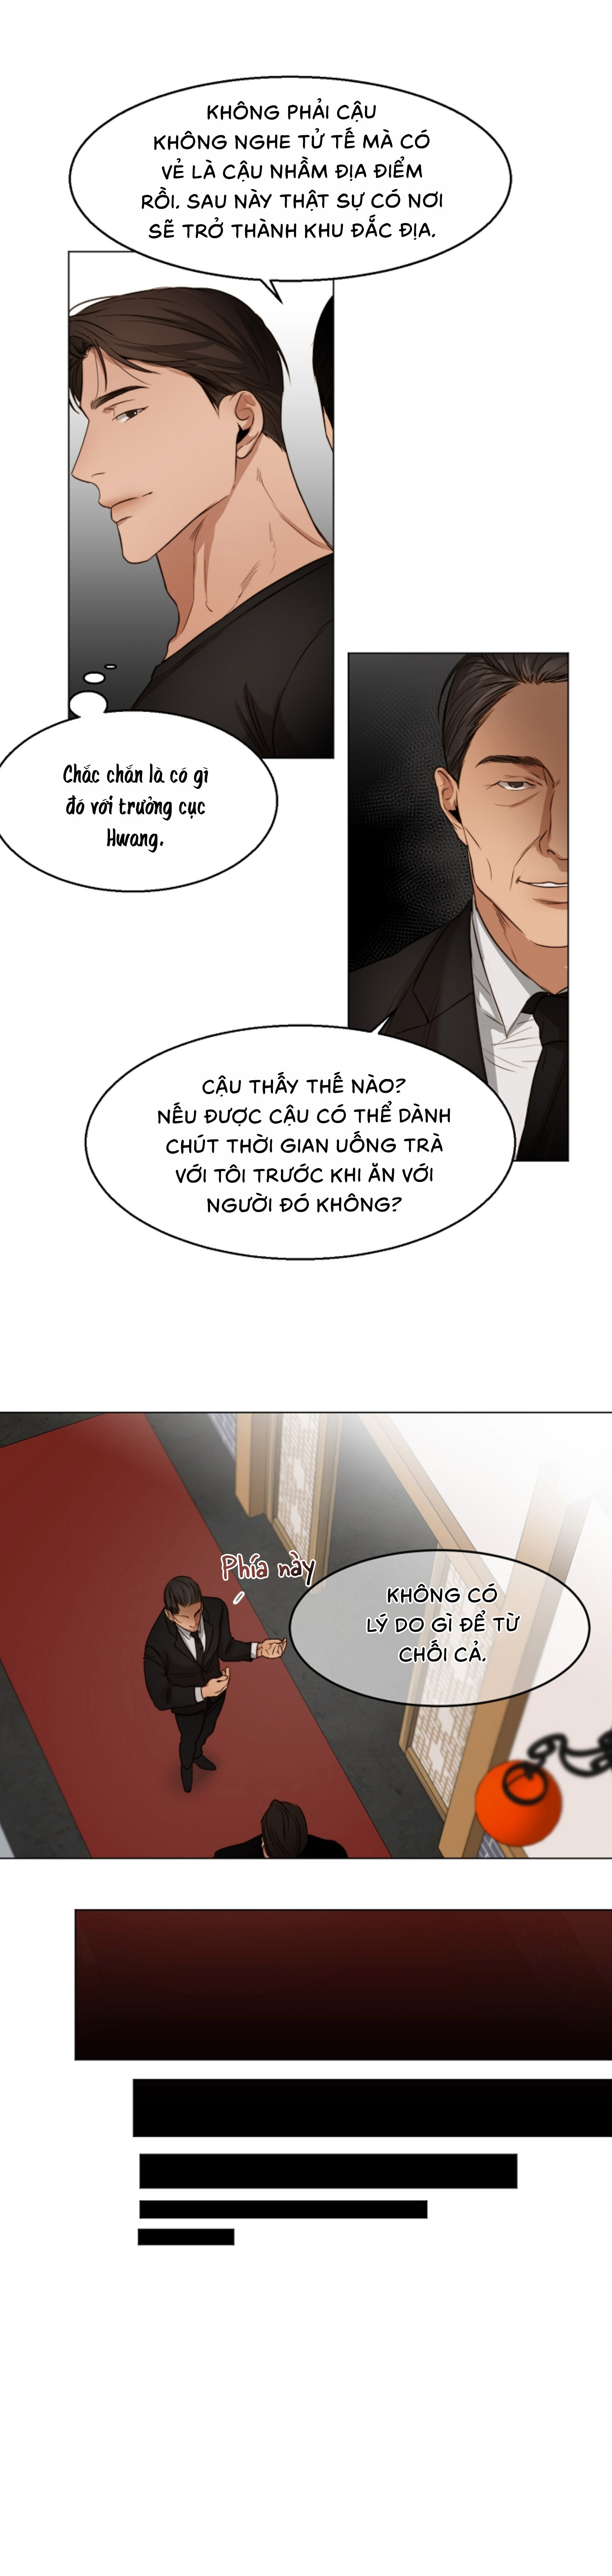 KHÔNG PHẢI CẬU
KHÔNG NGHE TỬ TẾ MÀ CÓ
VẺ LÀ CẬU NHẦM ĐỊA ĐIỂM
RỒI. SAU NÀY THẬT SỰ CÓ NƠI
SẼ TRỞ THÀNH KHU ĐẮC ĐỊA.
Chắc chắn là có gì
đó với trưởng cục
Hwang.
CẬU THẤY THẾ NÀO?
NẾU ĐƯỢC CẬU CÓ THỂ DÀNH
CHÚT THỜI GIAN UỐNG TRÀ
VỚI TÔI TRƯỚC KHI ĂN VỚI
NGƯỜI ĐÓ KHÔNG?
Phía này
KHÔNG CÓ
LÝ DO GÌ ĐỂ TỪ
CHỐI CẢ.